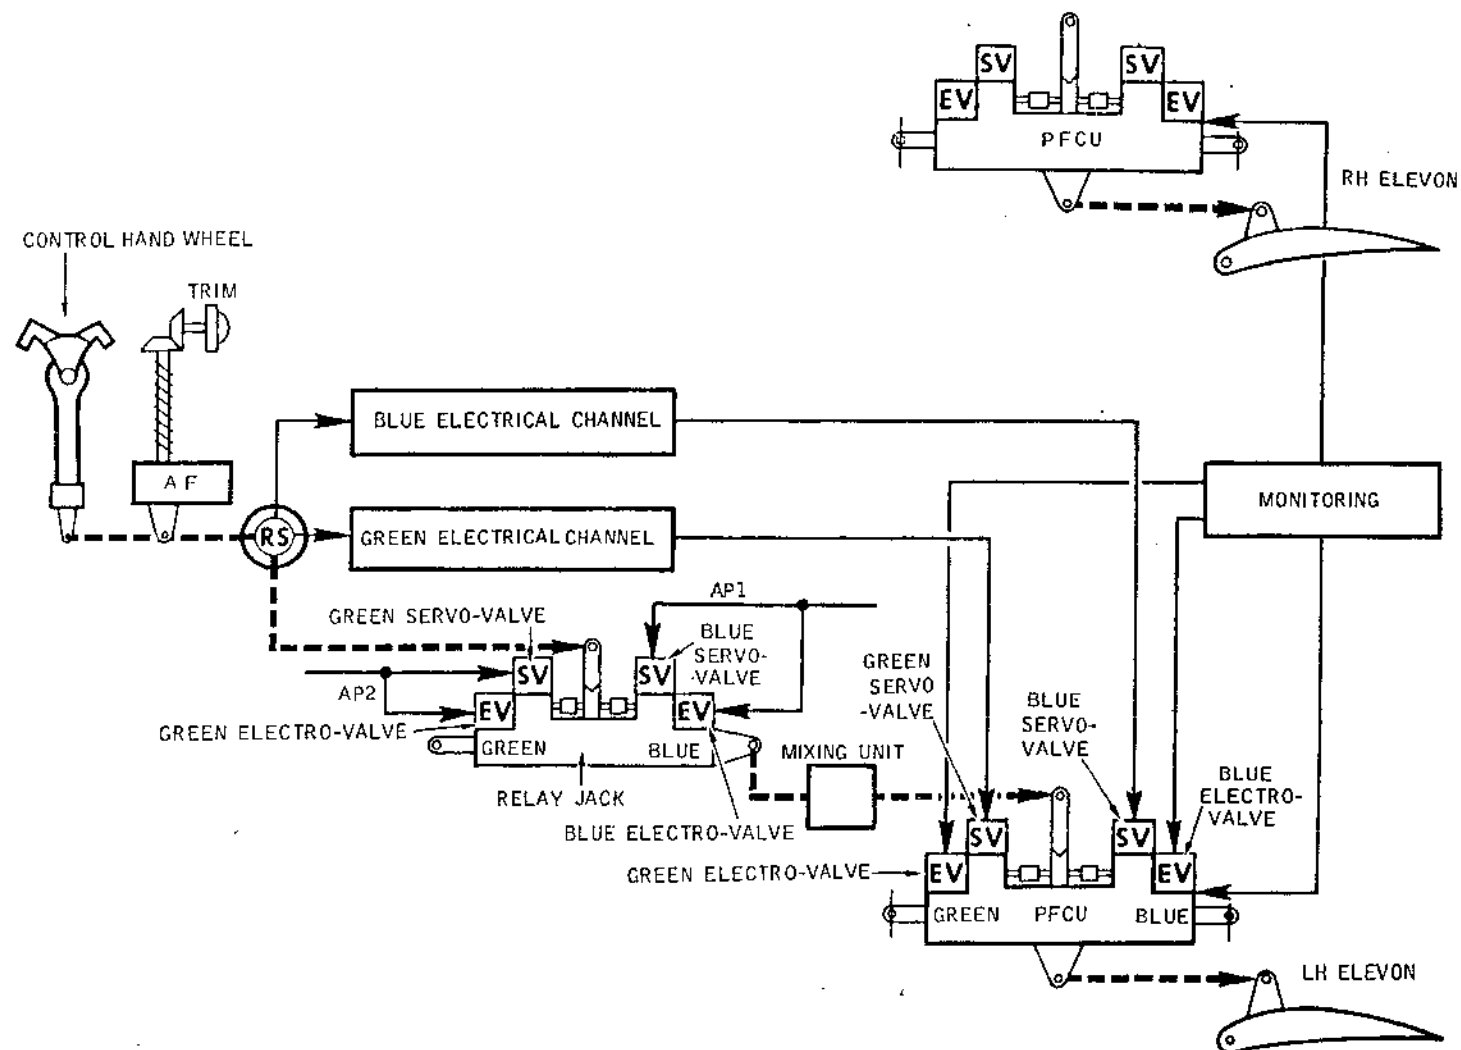 SV
SV
EV
EV
PFCU
RH ELEVON
CONTROL HAND WHEEL
TRIM
BLUE ELECTRICAL CHANNEL
AF
MONITORING
RS
GREEN ELECTRICAL CHANNEL
AP1
GREEN SERVO-VALVE
BLUE
SERVO-
-VALVE
SV
SV
GREEN
SERVO
-VALVE
AP2
EV
EV
BLUE
SERVO-
-VALVE
GREEN ELECTRO-VALVE
GREEN
BLUE
MIXING UNIT
RELAY JACK
BLUE
ELECTRO-
-VALVE
BLUE ELECTRO-VALVE
SV
SV
GREEN ELECTRO-VALVE
EV
EV
GREEN
PFCU
BLUE
LH ELEVON